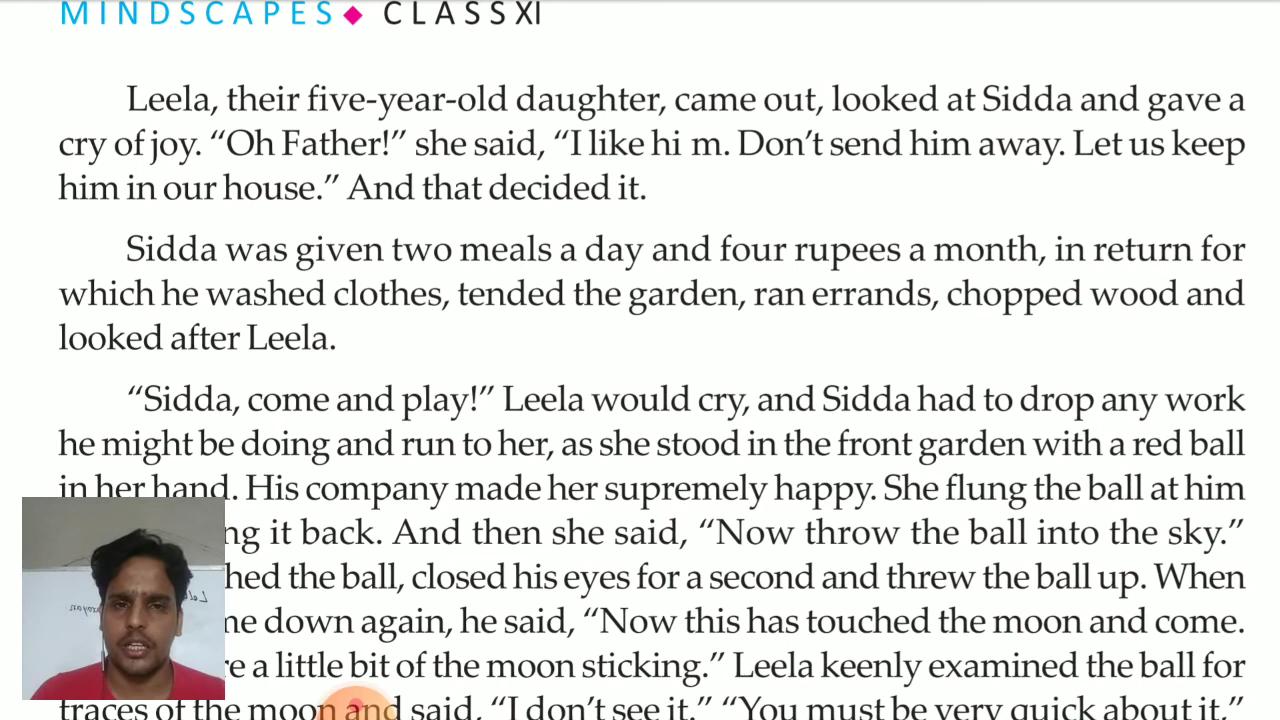 MINDSCAPES◆ CLASS XI
Leela, their five-year-old daughter, came out, looked at Sidda and gave a
cry of joy. “Oh Father!” she said, “I like hi m. Don’t send him away. Let us keep
him in our house.” And that decided it.
Sidda was given two meals a day and four rupees a month, in return for
which he washed clothes, tended the garden, ran errands, chopped wood and
looked after Leela.
“Sidda, come and play!” Leela would cry, and Sidda had to drop any work
he might be doing and run to her, as she stood in the front garden with a red ball
in her hand. His company made her supremely happy. She flung the ball at him
ng it back. And then she said, “Now throw the ball into the sky.”
hed the ball, closed his eyes for a second and threw the ball up. When
me down again, he said, “Now this has touched the moon and come.
re a little bit of the moon sticking.” Leela keenly examined the ball for
traces of the moon and said, “I don’t see it.” “You must be very quick about it,”